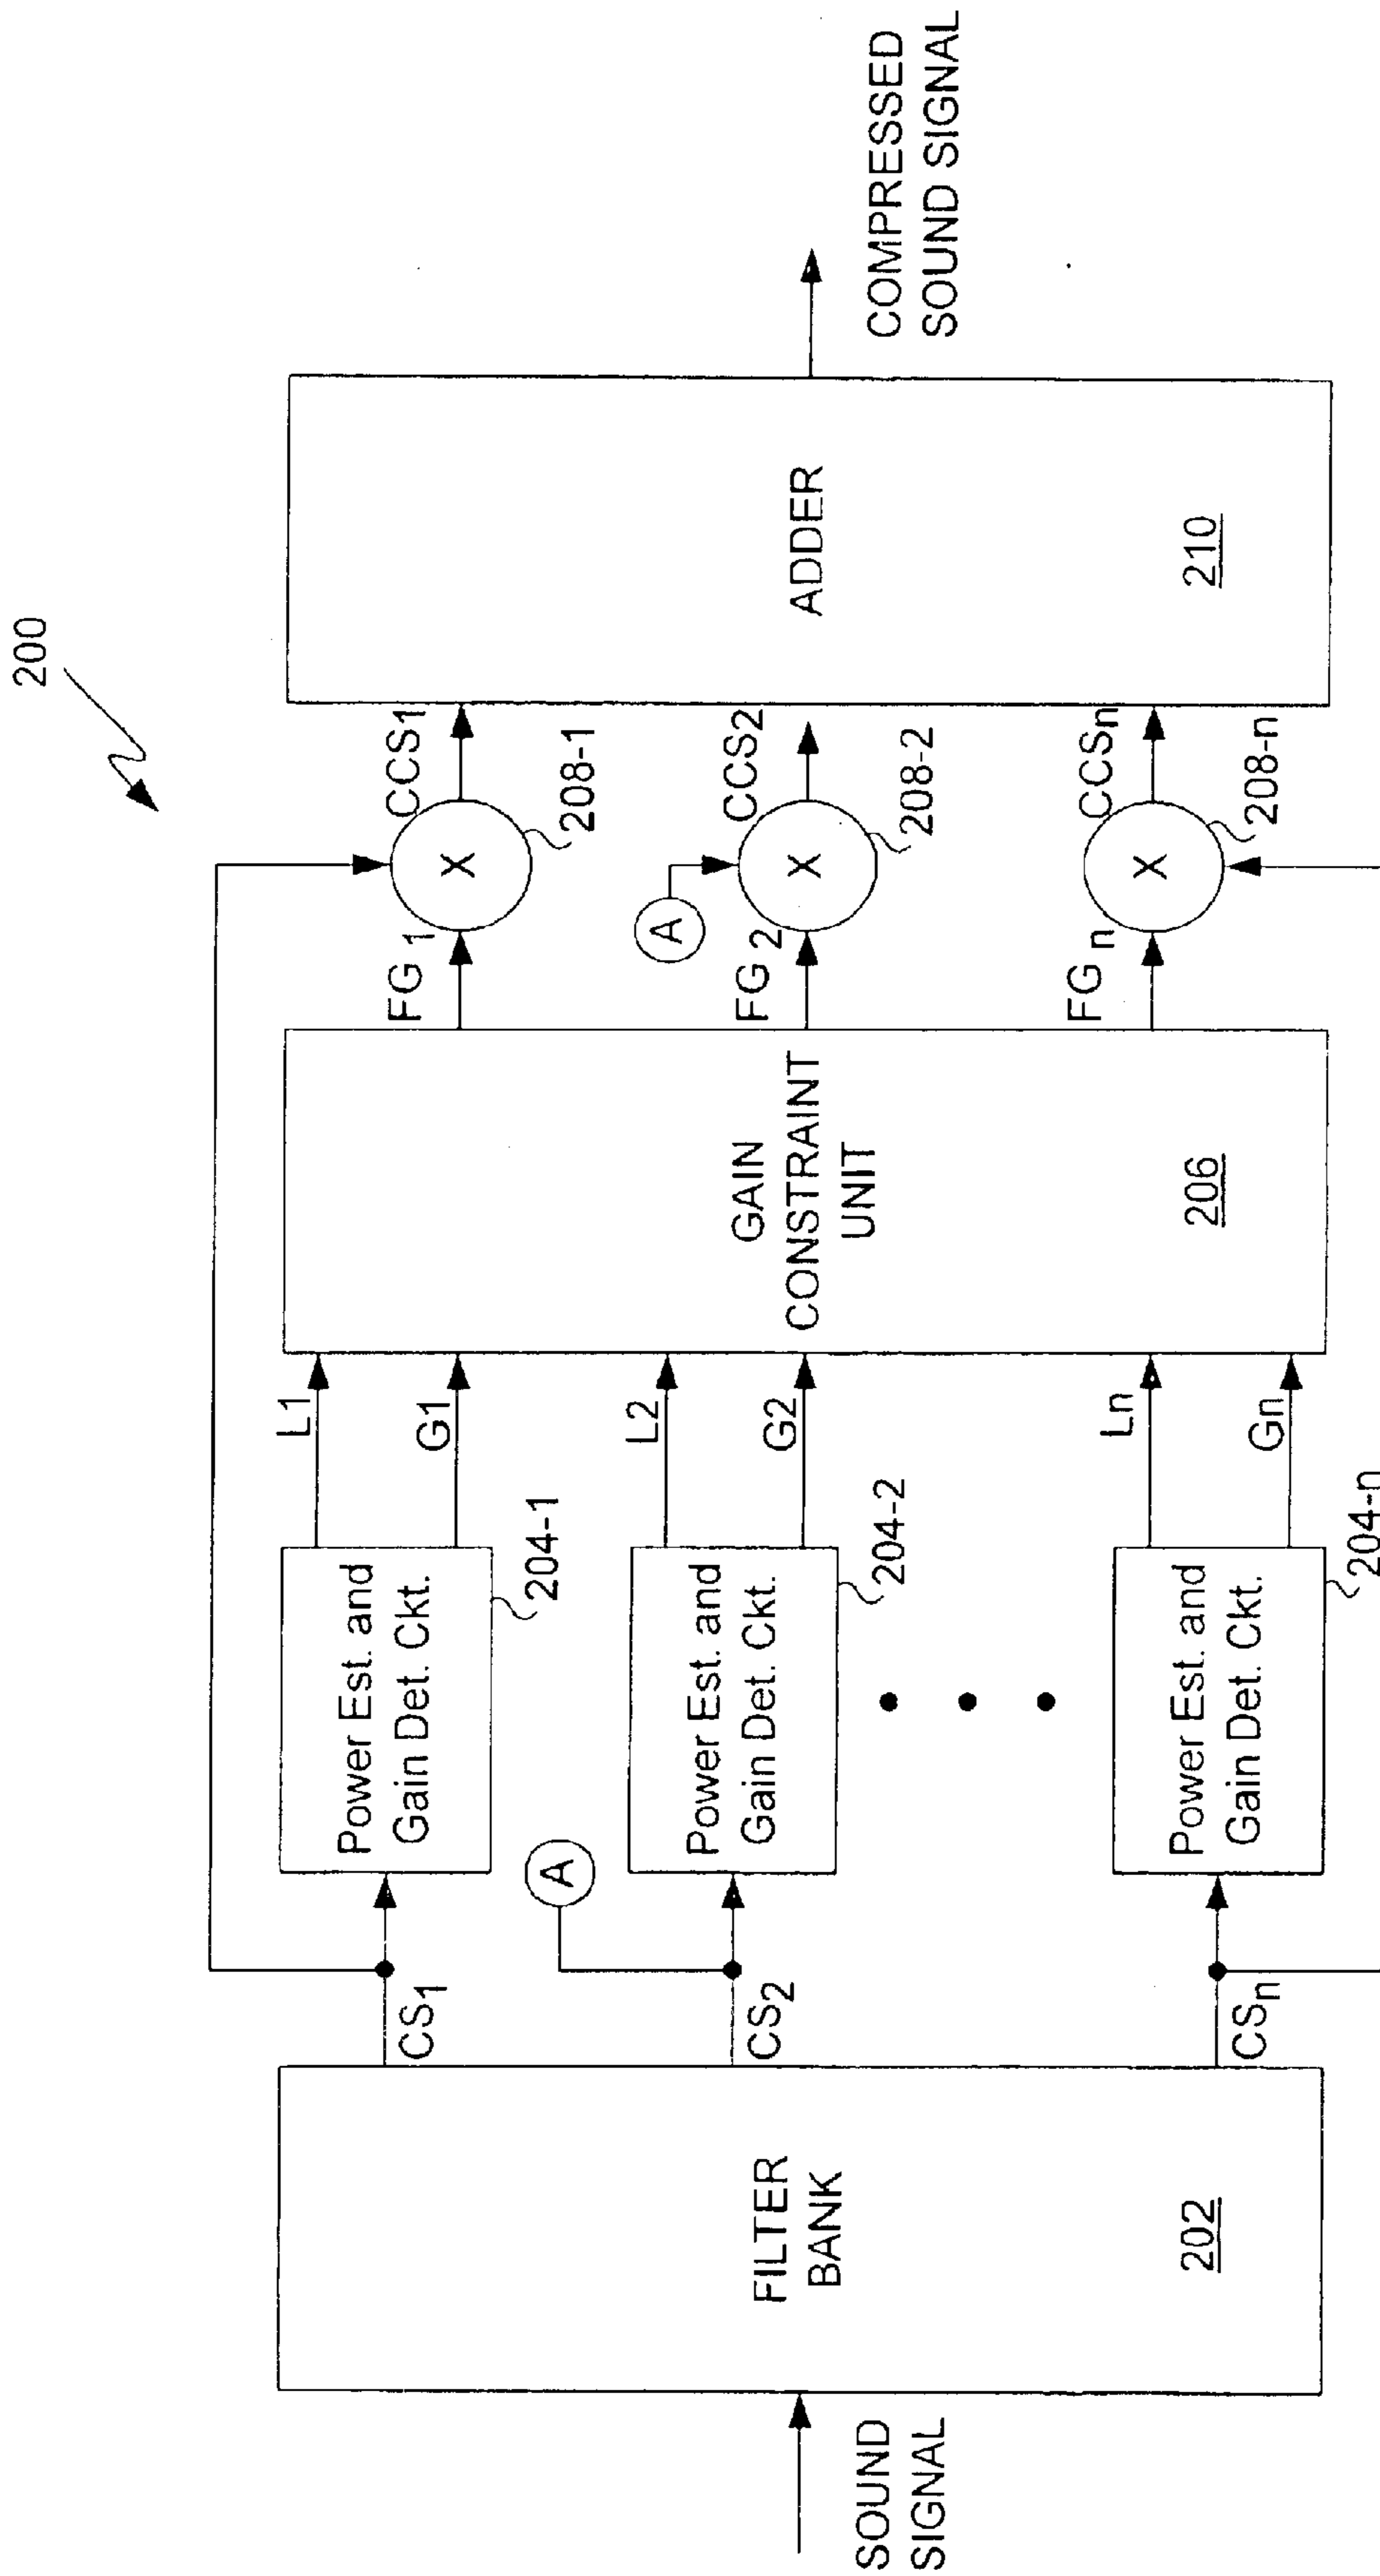 200
SOUND
SIGNAL
FILTER
BANK
202
CS1
CS2
CSn
A
Power Est. and
Gain Det. Ckt.
204-1
Power Est. and
Gain Det. Ckt.
204-2
Power Est. and
Gain Det. Ckt.
204-n
L1
G1
L2
G2
Ln
Gn
GAIN
CONSTRAINT
UNIT
206
FG1
FG2
FGn
A
X
208-1
X
208-2
X
208-n
CCS1
CCS2
CCSn
ADDER
210
COMPRESSED
SOUND SIGNAL